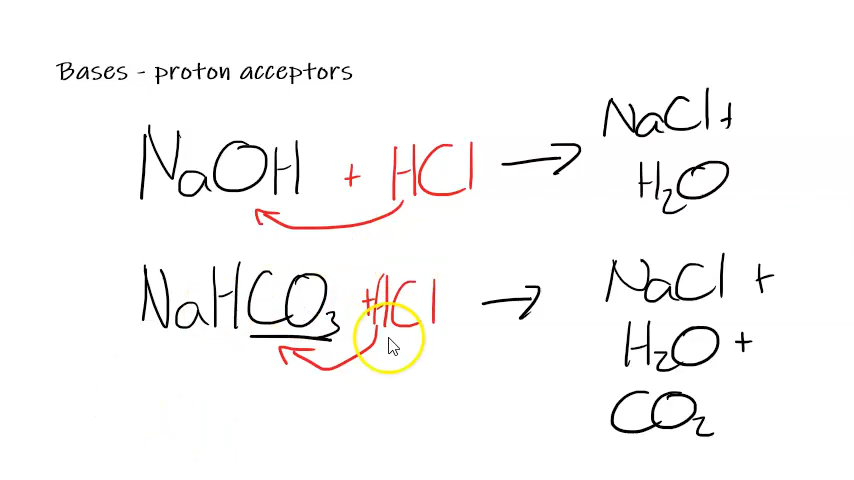 Bases - proton acceptors
NaOH + HCl → NaCl +
H₂O
NaHCO₃ + HCl → NaCl +
H₂O +
CO₂